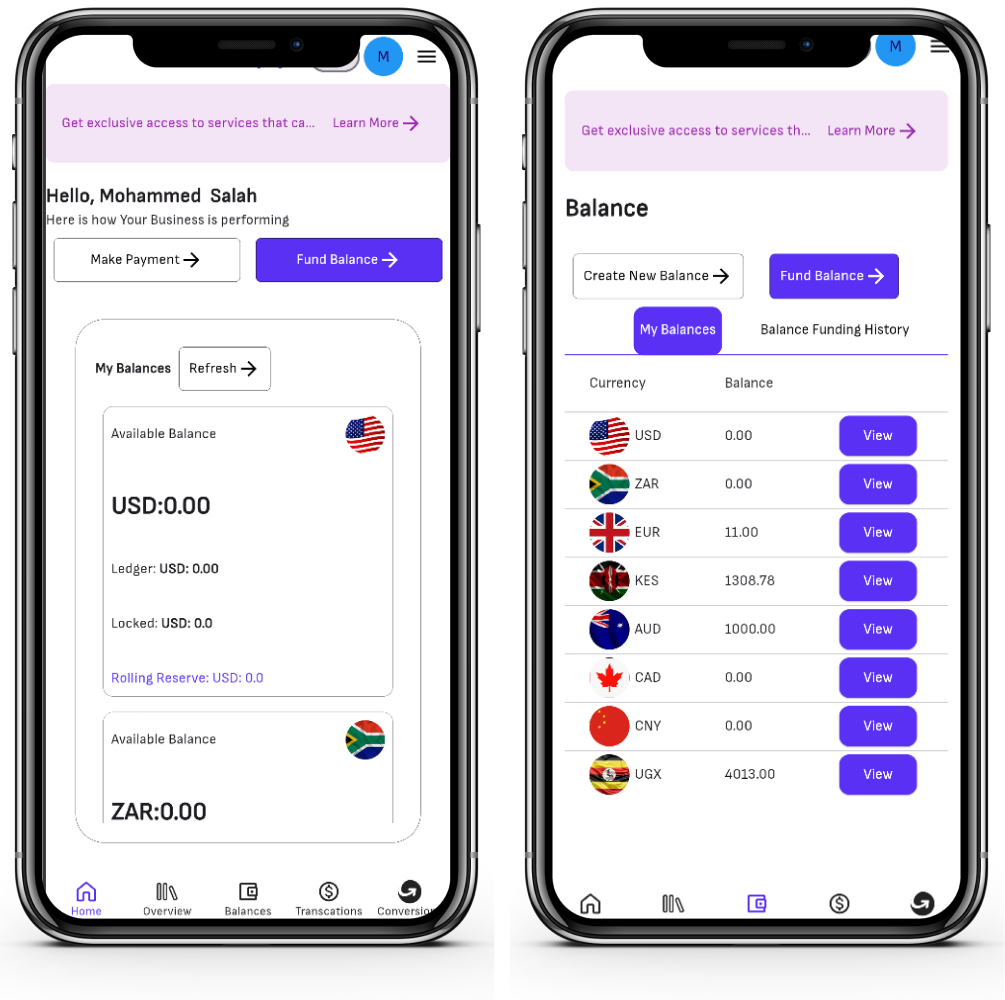 M
Get exclusive access to services that ca... Learn More
Hello, Mohammed Salah
Here is how Your Business is performing
Make Payment Fund Balance
My Balances Refresh
Available Balance
USD:0.00
Ledger: USD: 0.00
Locked: USD: 0.0
Rolling Reserve: USD: 0.0
Available Balance
ZAR:0.00
Home Overview Balances Transcations Conversion
M
Get exclusive access to services th... Learn More
Balance
Create New Balance Fund Balance
My Balances Balance Funding History
Currency Balance
USD 0.00 View
ZAR 0.00 View
EUR 11.00 View
KES 1308.78 View
AUD 1000.00 View
CAD 0.00 View
CNY 0.00 View
UGX 4013.00 View